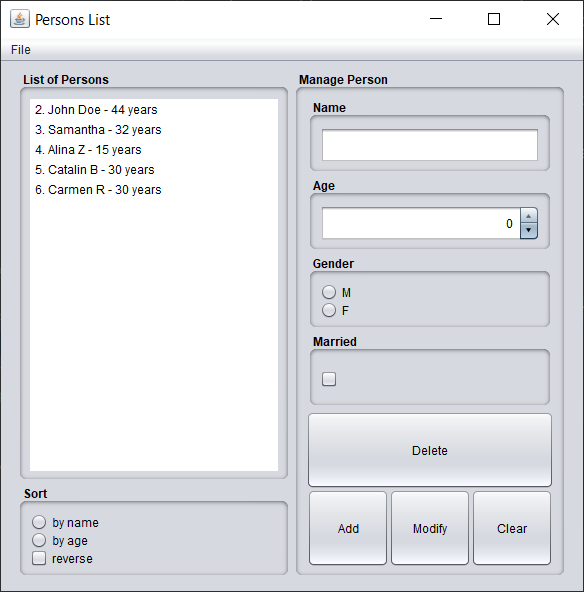 Persons List
File
List of Persons
2. John Doe - 44 years
3. Samantha - 32 years
4. Alina Z - 15 years
5. Catalin B - 30 years
6. Carmen R - 30 years
Sort
by name
by age
reverse
Manage Person
Name
Age
0
Gender
M
F
Married
Delete
Add Modify Clear